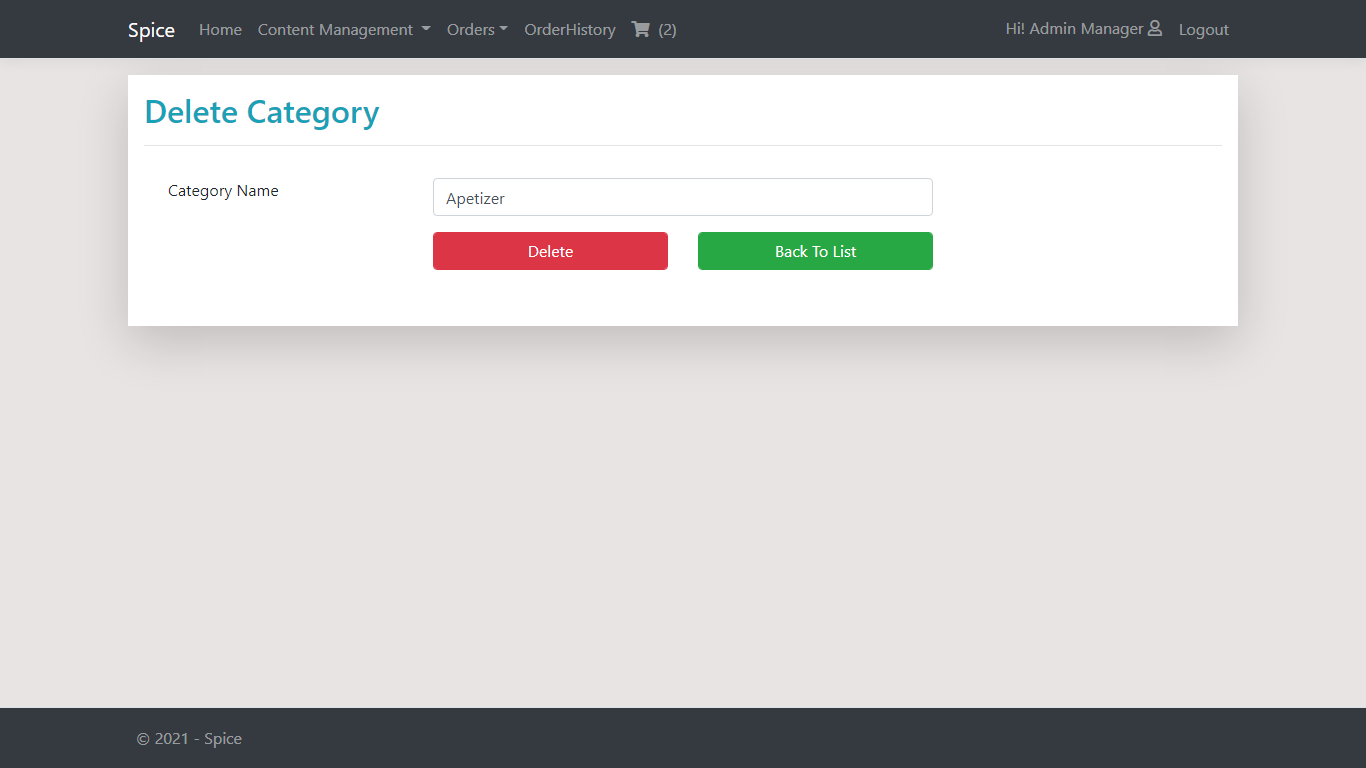 Spice Home Content Management Orders OrderHistory (2) Hi! Admin Manager Logout
Delete Category
Category Name Apetizer
Delete Back To List
© 2021 - Spice